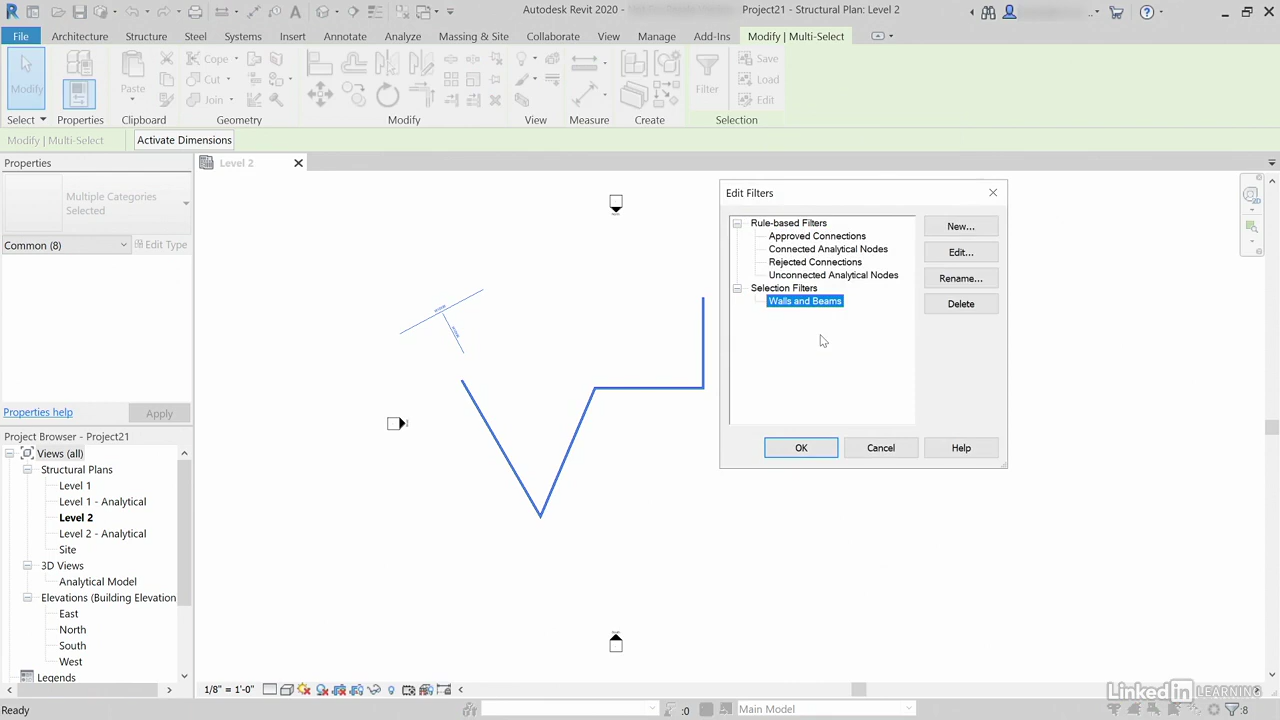 Autodesk Revit 2020 -
Project21 - Structural Plan: Level 2
File Architecture Structure Steel Systems Insert Annotate Analyze Massing & Site Collaborate View Manage Add-Ins Modify | Multi-Select
Modify
Paste
Cope
Cut
Join
Filter
Save
Load
Edit
Select Properties Clipboard Geometry Modify View Measure Create Selection
Modify | Multi-Select Activate Dimensions
Properties
Level 2
Multiple Categories
Selected
Common (8) Edit Type
Properties help Apply
Project Browser - Project21
Views (all)
Structural Plans
Level 1
Level 1 - Analytical
Level 2
Level 2 - Analytical
Site
3D Views
Analytical Model
Elevations (Building Elevation
East
North
South
West
Legends
Edit Filters
Rule-based Filters
Approved Connections
Connected Analytical Nodes
Rejected Connections
Unconnected Analytical Nodes
Selection Filters
Walls and Beams
New...
Edit...
Rename...
Delete
OK Cancel Help
1/8" = 1'-0"
LinkedIn LEARNING
Ready
:0
Main Model
:8